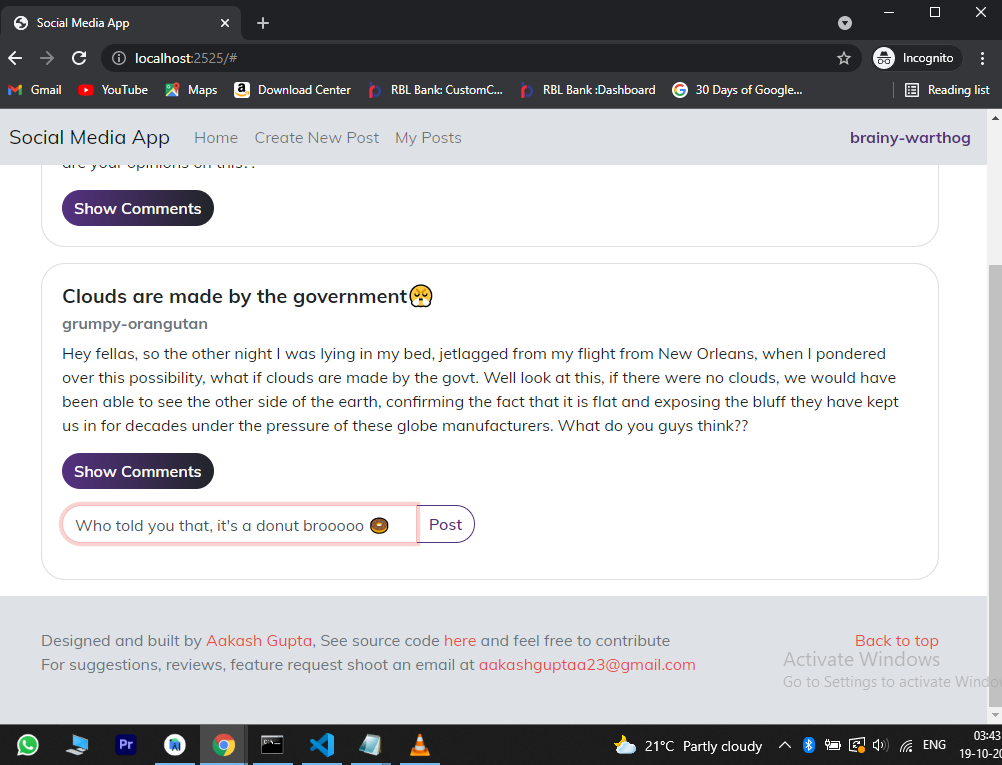 Social Media App
localhost:2525/#
Incognito
Gmail
YouTube
Maps
Download Center
RBL Bank: CustomC...
RBL Bank :Dashboard
30 Days of Google...
Reading list
Social Media App
Home
Create New Post
My Posts
brainy-warthog
are your opinions on this??
Show Comments
Clouds are made by the government😤
grumpy-orangutan
Hey fellas, so the other night I was lying in my bed, jetlagged from my flight from New Orleans, when I pondered
over this possibility, what if clouds are made by the govt. Well look at this, if there were no clouds, we would have
been able to see the other side of the earth, confirming the fact that it is flat and exposing the bluff they have kept
us in for decades under the pressure of these globe manufacturers. What do you guys think??
Show Comments
Who told you that, it's a donut brooooo 🍩
Post
Designed and built by Aakash Gupta, See source code here and feel free to contribute
Back to top
For suggestions, reviews, feature request shoot an email at aakashguptaa23@gmail.com
Activate Windows
Go to Settings to activate Windo
Pr
21°C Partly cloudy
ENG
03:43
19-10-20